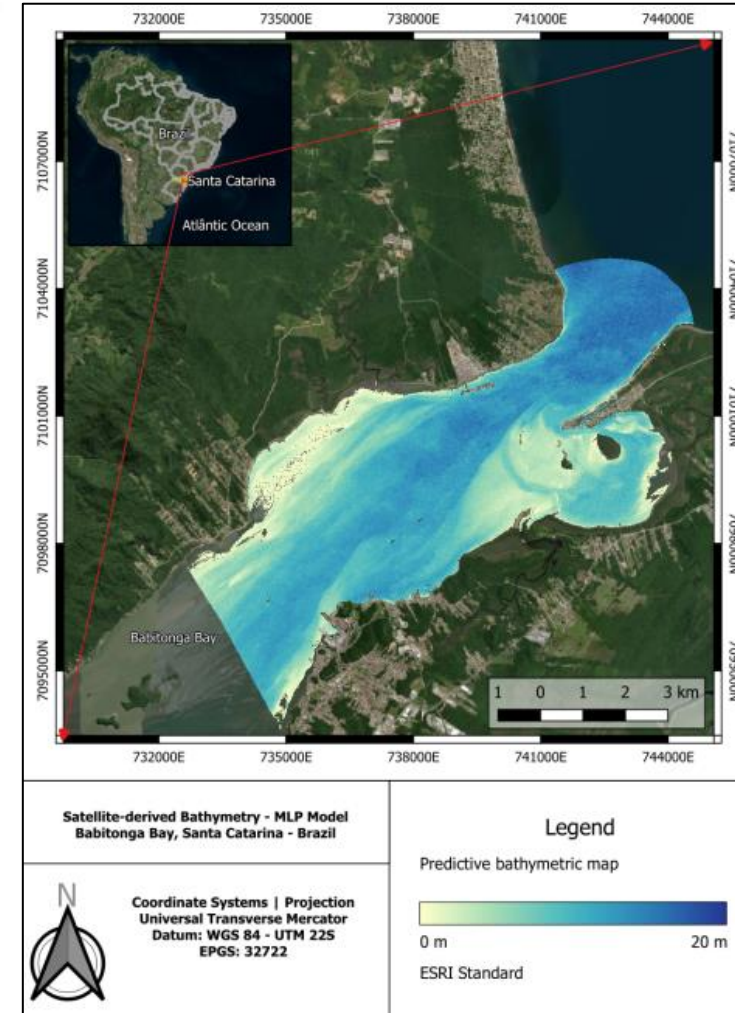 732000E 735000E 738000E 741000E 744000E
Brazil
Santa Catarina
Atlântic Ocean
7107000N
7104000N
7101000N
7098000N
7095000N
Babitonga Bay
1 0 1 2 3 km
732000E 735000E 738000E 741000E 744000E
Satellite-derived Bathymetry - MLP Model
Babitonga Bay, Santa Catarina - Brazil
N
Coordinate Systems | Projection
Universal Transverse Mercator
Datum: WGS 84 - UTM 22S
EPGS: 32722
Legend
Predictive bathymetric map
0 m 20 m
ESRI Standard